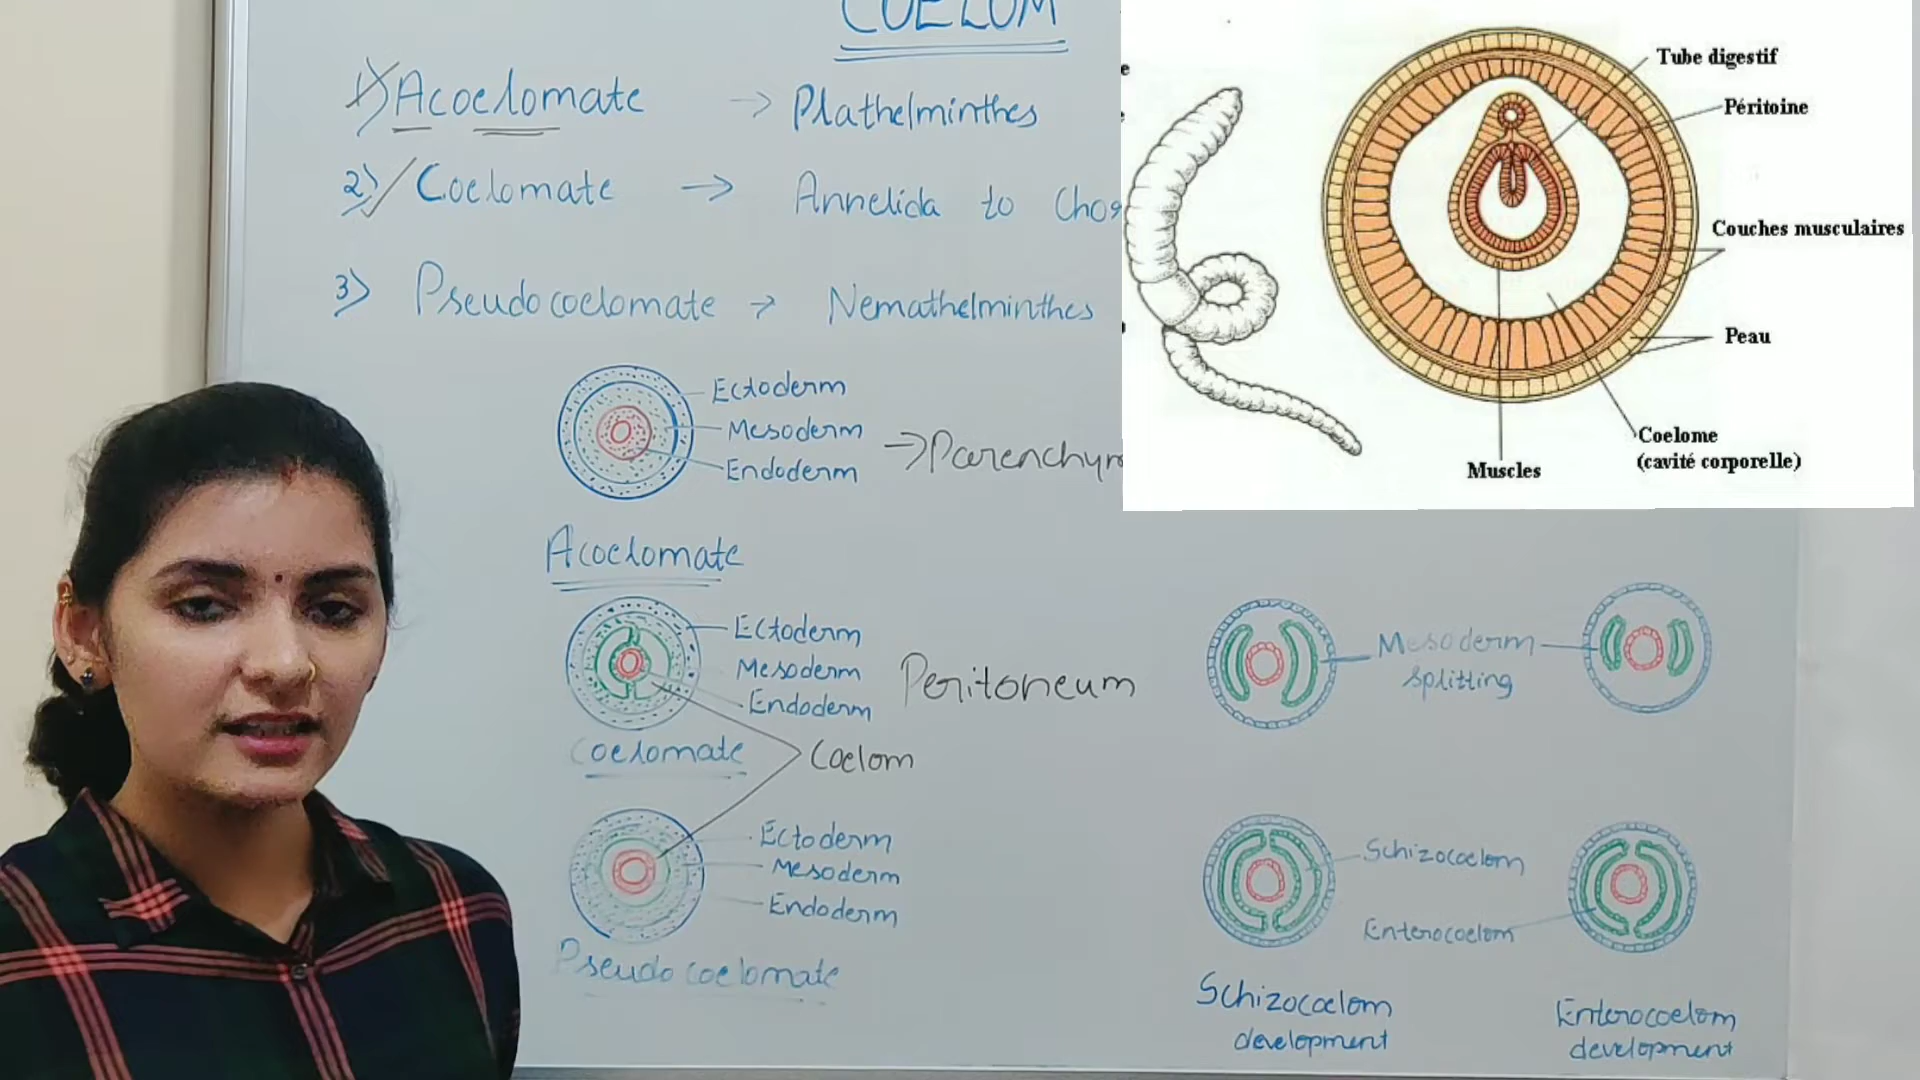 COELOM
1) Acoelomate → Plathelminthes
2) Coelomate → Annelida to
3) Pseudocoelomate → Nemathelminthes
Ectoderm
Mesoderm
Endoderm
Acoelomate
Ectoderm
Mesoderm
Endoderm
Peritoneum
Coelomate
Coelom
Ectoderm
Mesoderm
Endoderm
Pseudocoelomate
Tube digestif
Péritoine
Couches musculaires
Peau
Coelome
(cavité corporelle)
Muscles
Mesoderm
splitting
Schizocoelom
Enterocoelom
Schizocoelom
development
Enterocoelom
development